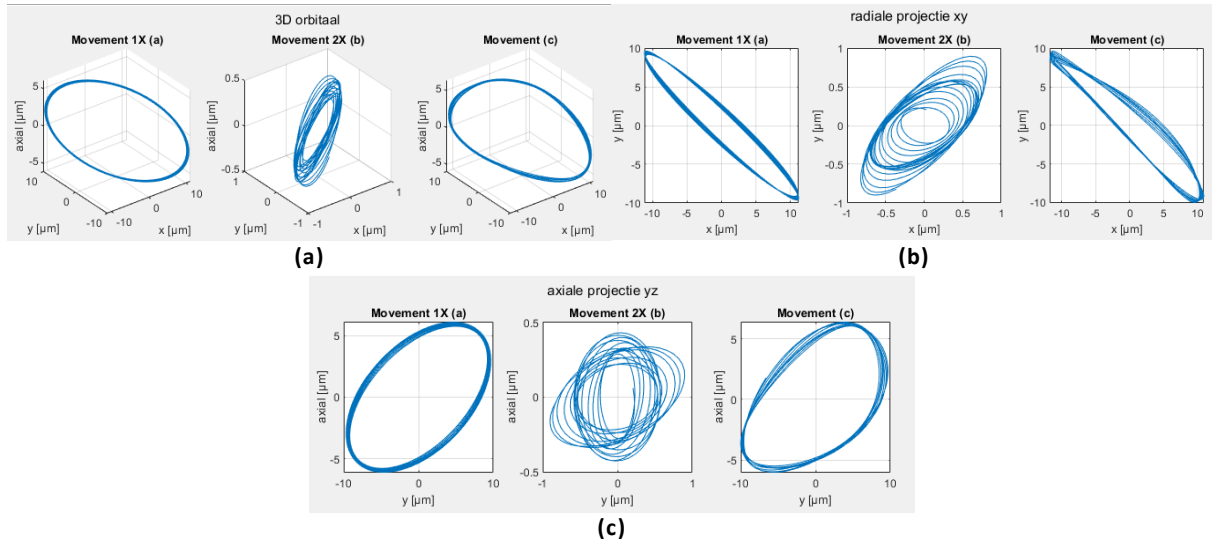 3D orbitaal
Movement 1X (a)
Movement 2X (b)
Movement (c)
5
0
-5
axial [µm]
10
0
-10
y [µm]
-10
0
10
x [µm]
0.5
0
-0.5
axial [µm]
1
0
-1
y [µm]
-1
0
1
x [µm]
5
0
-5
axial [µm]
10
0
-10
y [µm]
-10
0
10
x [µm]
(a)
radiale projectie xy
Movement 1X (a)
Movement 2X (b)
Movement (c)
10
5
0
-5
-10
y [µm]
-10
-5
0
5
10
x [µm]
1
0.5
0
-0.5
-1
y [µm]
-1
-0.5
0
0.5
1
x [µm]
10
5
0
-5
-10
y [µm]
-10
-5
0
5
10
x [µm]
(b)
axiale projectie yz
Movement 1X (a)
Movement 2X (b)
Movement (c)
5
0
-5
axial [µm]
-10
0
10
y [µm]
0.5
0
-0.5
axial [µm]
-1
0
1
y [µm]
5
0
-5
axial [µm]
-10
0
10
y [µm]
(c)